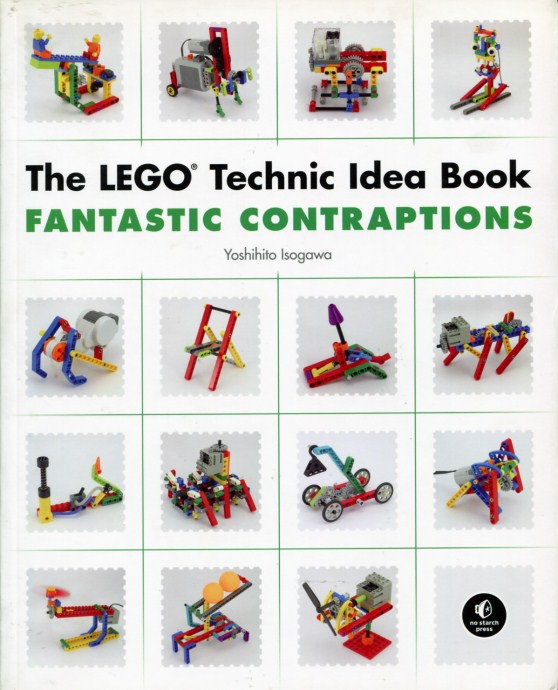 The LEGO® Technic Idea Book
FANTASTIC CONTRAPTIONS
Yoshihito Isogawa
no starch
press